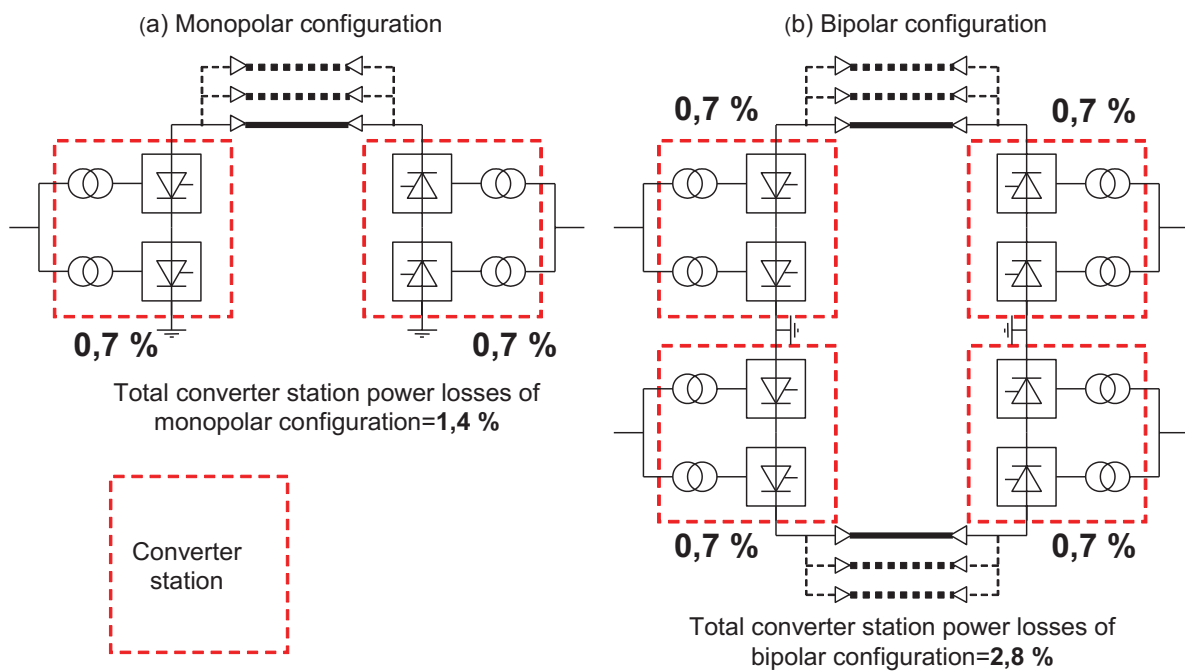 (a) Monopolar configuration
0,7 %
0,7 %
Total converter station power losses of
monopolar configuration=1,4 %
Converter
station
(b) Bipolar configuration
0,7 %
0,7 %
0,7 %
0,7 %
Total converter station power losses of
bipolar configuration=2,8 %